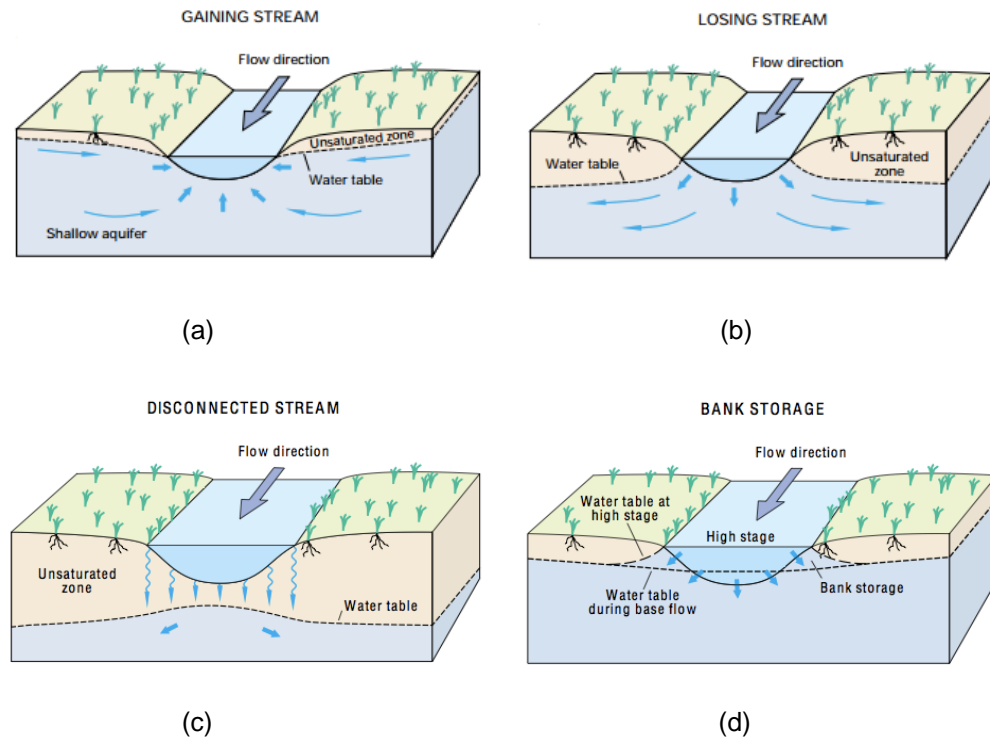 GAINING STREAM
Flow direction
Unsaturated zone
Water table
Shallow aquifer
(a)
LOSING STREAM
Flow direction
Water table
Unsaturated
zone
(b)
DISCONNECTED STREAM
Flow direction
Unsaturated
zone
Water table
(c)
BANK STORAGE
Flow direction
Water table at
high stage
High stage
Bank storage
Water table
during base flow
(d)